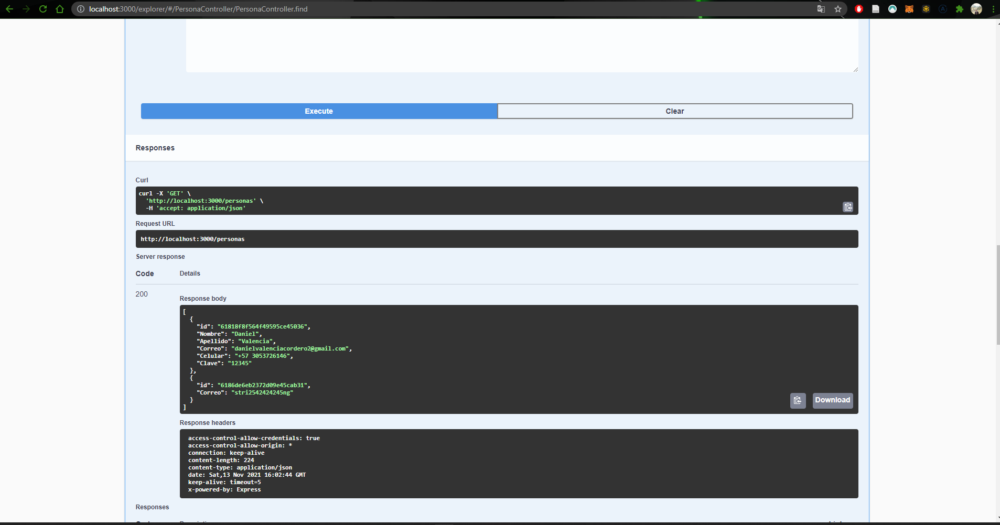 localhost:3000/explorer/#/PersonaController/PersonaController.find
Execute
Clear
Responses
Curl
curl -X 'GET' \
'http://localhost:3000/personas' \
-H 'accept: application/json'
Request URL
http://localhost:3000/personas
Server response
Code Details
200
Response body
[
{
"id": "61818f8f564f49595ce45036",
"Nombre": "Daniel",
"Apellido": "Valencia",
"Correo": "danielvalenciacordero2@gmail.com",
"Celular": "+57 3053726146",
"Clave": "12345"
},
{
"id": "6186de6eb2372d09e45cab31",
"Correo": "stri2542424245ng"
}
]
Download
Response headers
access-control-allow-credentials: true
access-control-allow-origin: *
connection: keep-alive
content-length: 224
content-type: application/json
date: Sat,13 Nov 2021 16:02:44 GMT
keep-alive: timeout=5
x-powered-by: Express
Responses